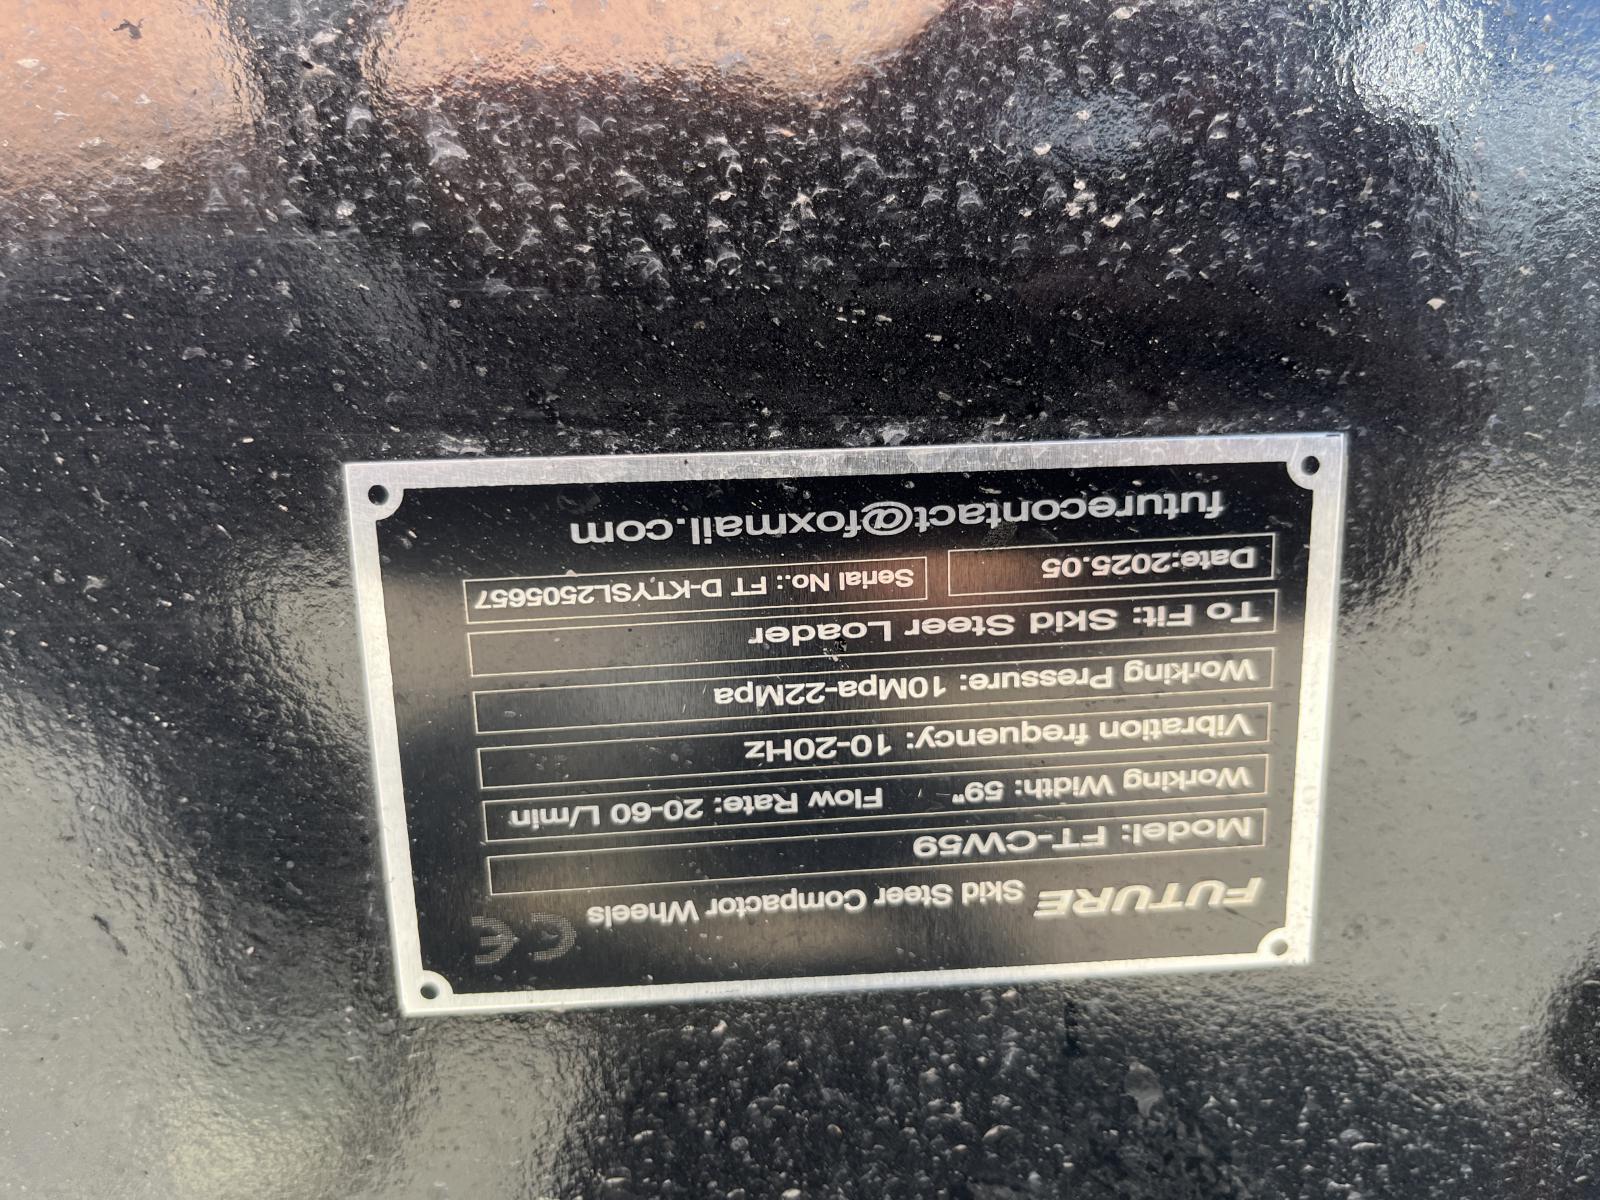 FUTURE Skid Steer Compactor Wheels CE
Model: FT-CW59
Working Width: 59" Flow Rate: 20-60 L/min
Vibration frequency: 10-20Hz
Working Pressure: 10Mpa-22Mpa
To Fit: Skid Steer Loader
Date:2025.05 Serial No.: FT D-KTYSL2505657
futurecontact@foxmail.com